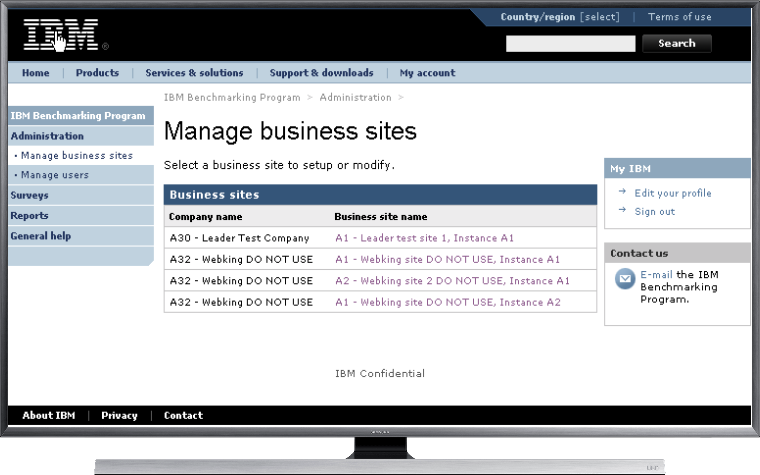 Country/region [select] | Terms of use
IBM®
Search
Home | Products | Services & solutions | Support & downloads | My account
IBM Benchmarking Program > Administration >
IBM Benchmarking Program
Administration
• Manage business sites
• Manage users
Surveys
Reports
General help
Manage business sites
Select a business site to setup or modify.
Business sites
Company name Business site name
A30 - Leader Test Company A1 - Leader test site 1, Instance A1
A32 - Webking DO NOT USE A1 - Webking site DO NOT USE, Instance A1
A32 - Webking DO NOT USE A2 - Webking site 2 DO NOT USE, Instance A1
A32 - Webking DO NOT USE A1 - Webking site DO NOT USE, Instance A2
My IBM
→ Edit your profile
→ Sign out
Contact us
E-mail the IBM
Benchmarking
Program.
IBM Confidential
About IBM | Privacy | Contact